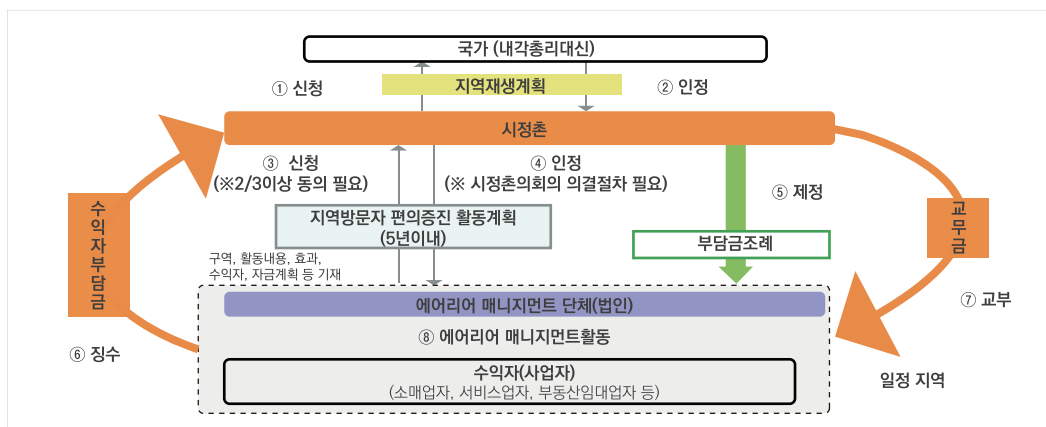 국가 (내각총리대신)
① 신청
지역재생계획
② 인정
시정촌
③ 신청
(※2/3이상 동의 필요)
④ 인정
(※ 시정촌의회의 의결절차 필요)
⑤ 제정
수익자부담금
교무금
지역방문자 편의증진 활동계획
(5년이내)
부담금조례
구역, 활동내용, 효과,
수익자, 자금계획 등 기재
에어리어 매니지먼트 단체(법인)
⑦ 교부
⑧ 에어리어 매니지먼트활동
⑥ 징수
수익자(사업자)
(소매업자, 서비스업자, 부동산임대업자 등)
일정 지역